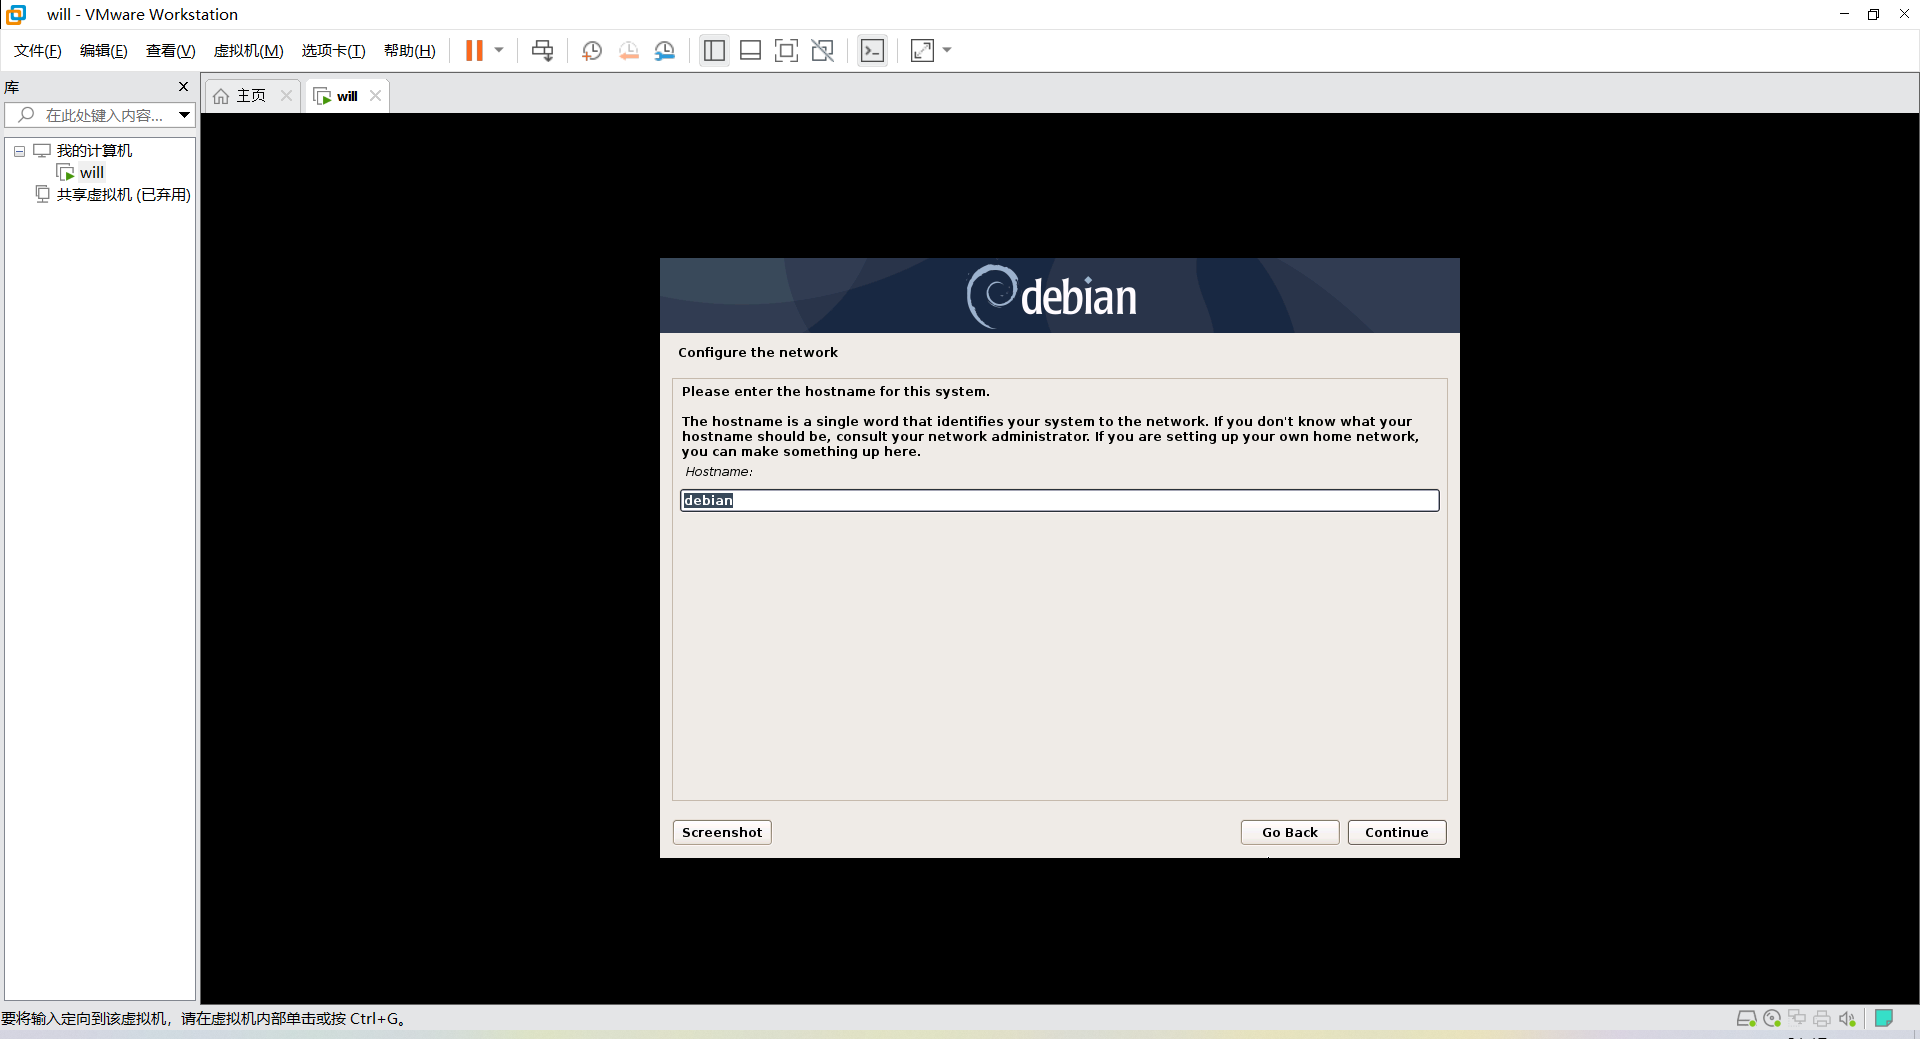 will - VMware Workstation
文件(F) 编辑(E) 查看(V) 虚拟机(M) 选项卡(T) 帮助(H)
库
在此处键入内容...
主页
will
我的计算机
will
共享虚拟机 (已弃用)
debian
Configure the network
Please enter the hostname for this system.
The hostname is a single word that identifies your system to the network. If you don't know what your
hostname should be, consult your network administrator. If you are setting up your own home network,
you can make something up here.
Hostname:
debian
Screenshot
Go Back
Continue
要将输入定向到该虚拟机，请在虚拟机内部单击或按 Ctrl+G。